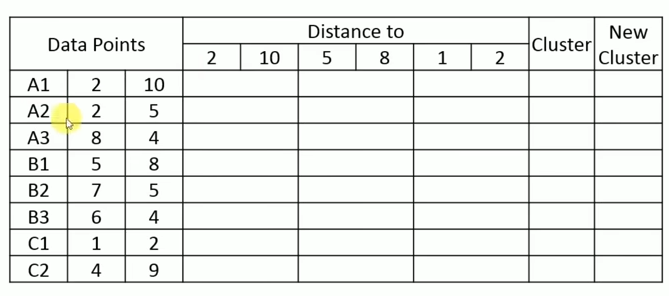 Data Points Distance to Cluster New Cluster
2 10 5 8 1 2
A1 2 10
A2 2 5
A3 8 4
B1 5 8
B2 7 5
B3 6 4
C1 1 2
C2 4 9